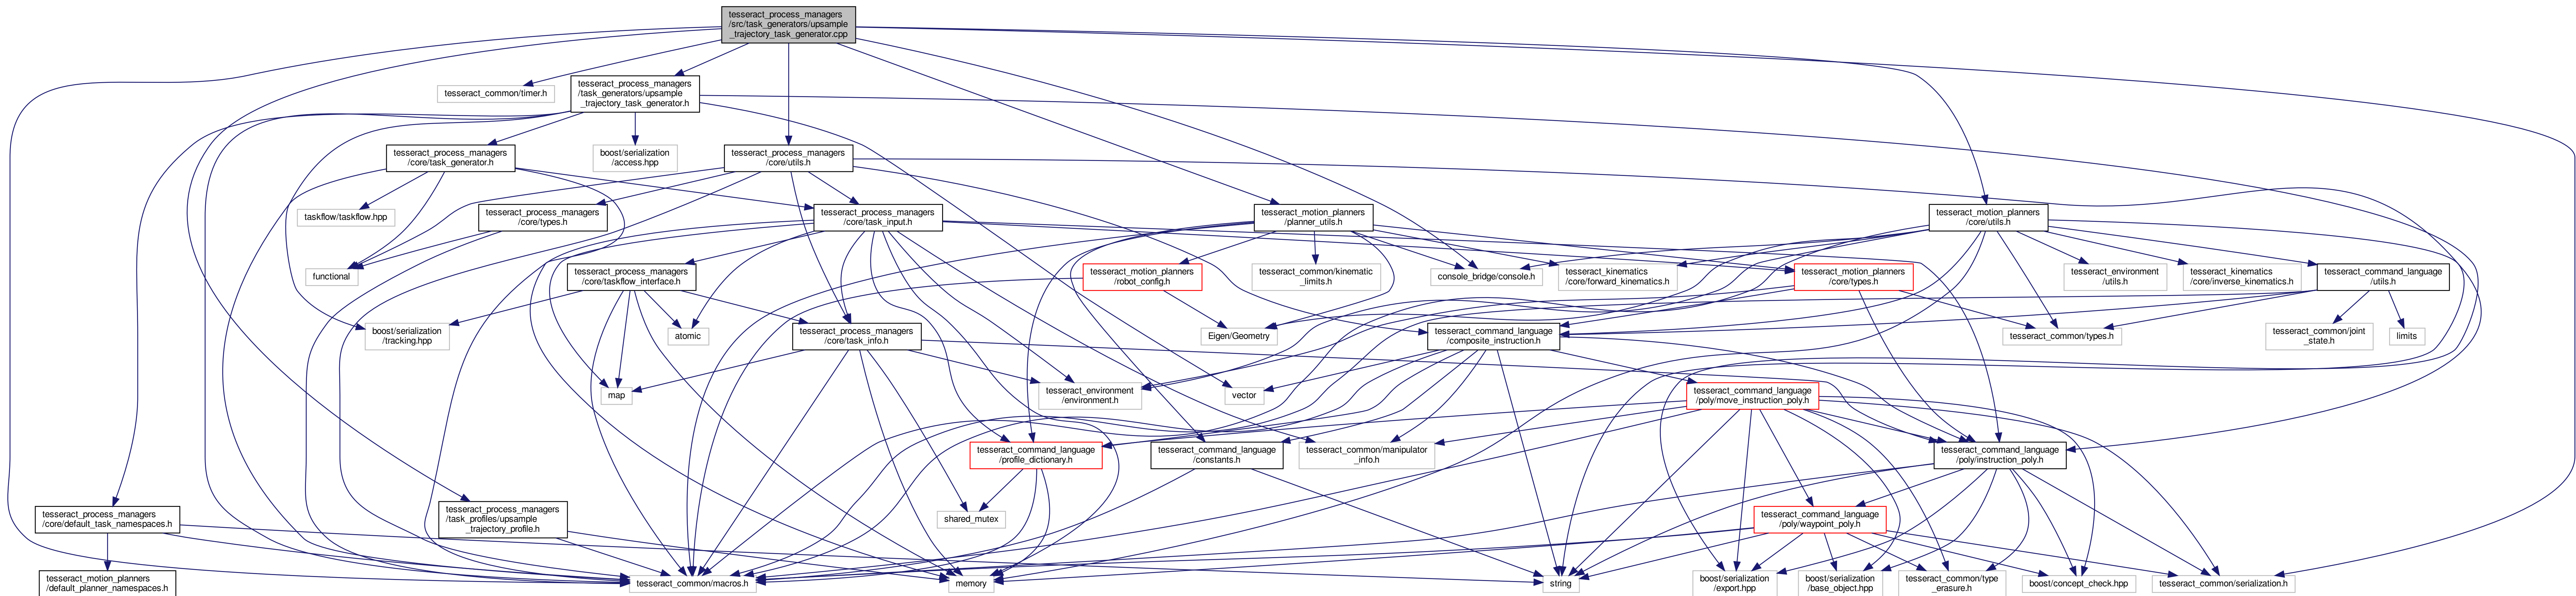 tesseract_process_managers
/src/task_generators/upsample
_trajectory_task_generator.cpp
tesseract_common/timer.h
tesseract_process_managers
/task_generators/upsample
_trajectory_task_generator.h
tesseract_process_managers
/core/task_generator.h
boost/serialization
/access.hpp
tesseract_process_managers
/core/utils.h
taskflow/taskflow.hpp
tesseract_process_managers
/core/types.h
tesseract_process_managers
/core/task_input.h
tesseract_motion_planners
/planner_utils.h
tesseract_motion_planners
/core/utils.h
functional
tesseract_process_managers
/core/taskflow_interface.h
tesseract_motion_planners
/robot_config.h
tesseract_common/kinematic
_limits.h
console_bridge/console.h
tesseract_kinematics
/core/forward_kinematics.h
tesseract_motion_planners
/core/types.h
tesseract_environment
/utils.h
tesseract_kinematics
/core/inverse_kinematics.h
tesseract_command_language
/utils.h
boost/serialization
/tracking.hpp
atomic
tesseract_process_managers
/core/task_info.h
Eigen/Geometry
tesseract_command_language
/composite_instruction.h
tesseract_common/types.h
tesseract_common/joint
_state.h
limits
map
tesseract_environment
/environment.h
vector
tesseract_command_language
/poly/move_instruction_poly.h
tesseract_command_language
/profile_dictionary.h
tesseract_command_language
/constants.h
tesseract_common/manipulator
_info.h
tesseract_command_language
/poly/instruction_poly.h
tesseract_process_managers
/core/default_task_namespaces.h
tesseract_process_managers
/task_profiles/upsample
_trajectory_profile.h
shared_mutex
tesseract_command_language
/poly/waypoint_poly.h
tesseract_motion_planners
/default_planner_namespaces.h
tesseract_common/macros.h
memory
string
boost/serialization
/export.hpp
boost/serialization
/base_object.hpp
tesseract_common/type
_erasure.h
boost/concept_check.hpp
tesseract_common/serialization.h